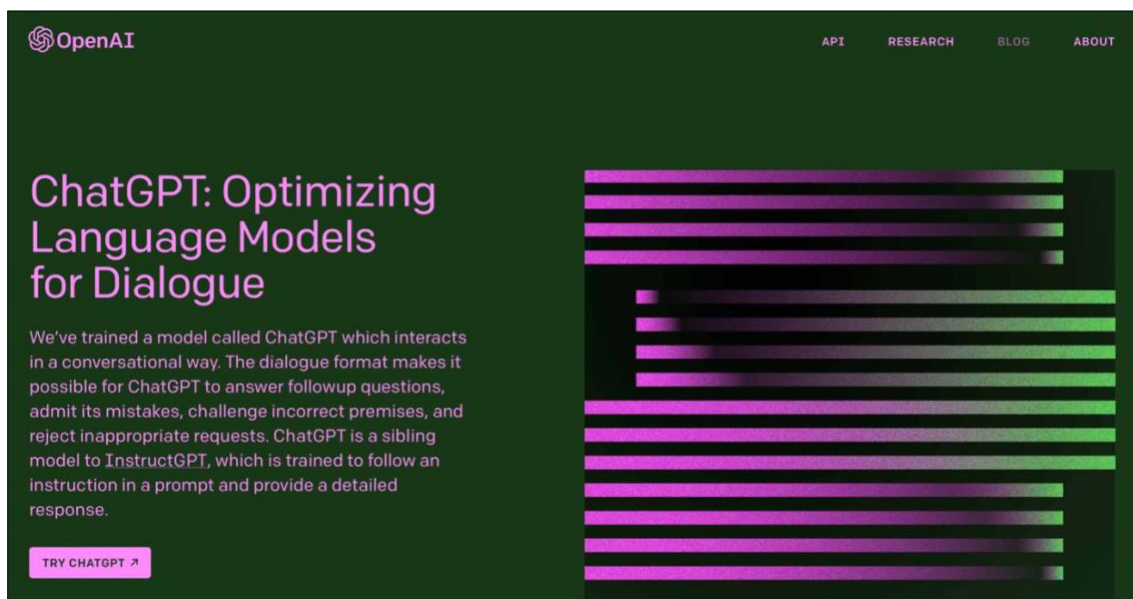 OpenAI
API RESEARCH BLOG ABOUT
ChatGPT: Optimizing
Language Models
for Dialogue
We’ve trained a model called ChatGPT which interacts
in a conversational way. The dialogue format makes it
possible for ChatGPT to answer followup questions,
admit its mistakes, challenge incorrect premises, and
reject inappropriate requests. ChatGPT is a sibling
model to InstructGPT, which is trained to follow an
instruction in a prompt and provide a detailed
response.
TRY CHATGPT ↗